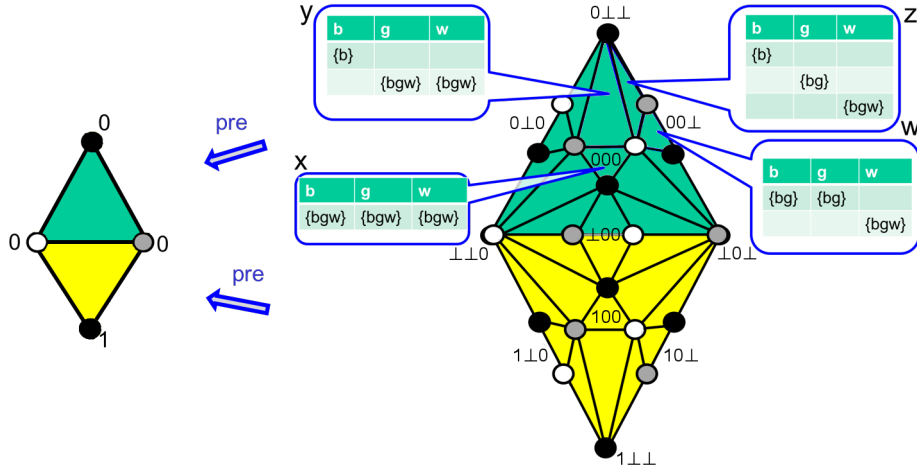 y
b g w
{b}
{bgw} {bgw}
0⊥⊥
z
b g w
{b}
{bg}
{bgw}
0
pre
0⊥0
00⊥
w
b g w
{bg} {bg}
{bgw}
x
b g w
{bgw} {bgw} {bgw}
000
0
0
⊥⊥0
⊥00
⊥0⊥
pre
1
100
1⊥0
10⊥
1⊥⊥